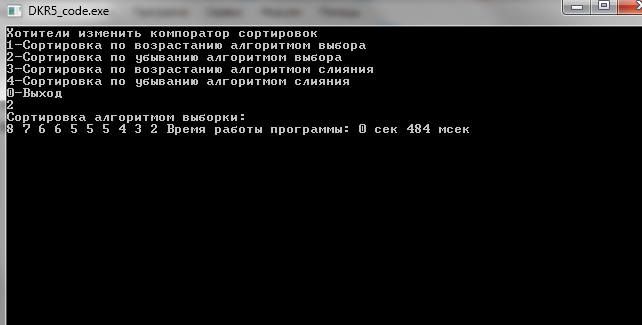 DKR5_code.exe
Хотители изменить компоратор сортировок
1-Сортировка по возрастанию алгоритмом выбора
2-Сортировка по убыванию алгоритмом выбора
3-Сортировка по возрастанию алгоритмом слияния
4-Сортировка по убыванию алгоритмом слияния
0-Выход
2
Сортировка алгоритмом выборки:
8 7 6 6 5 5 5 4 3 2 Время работы программы: 0 сек 484 мсек